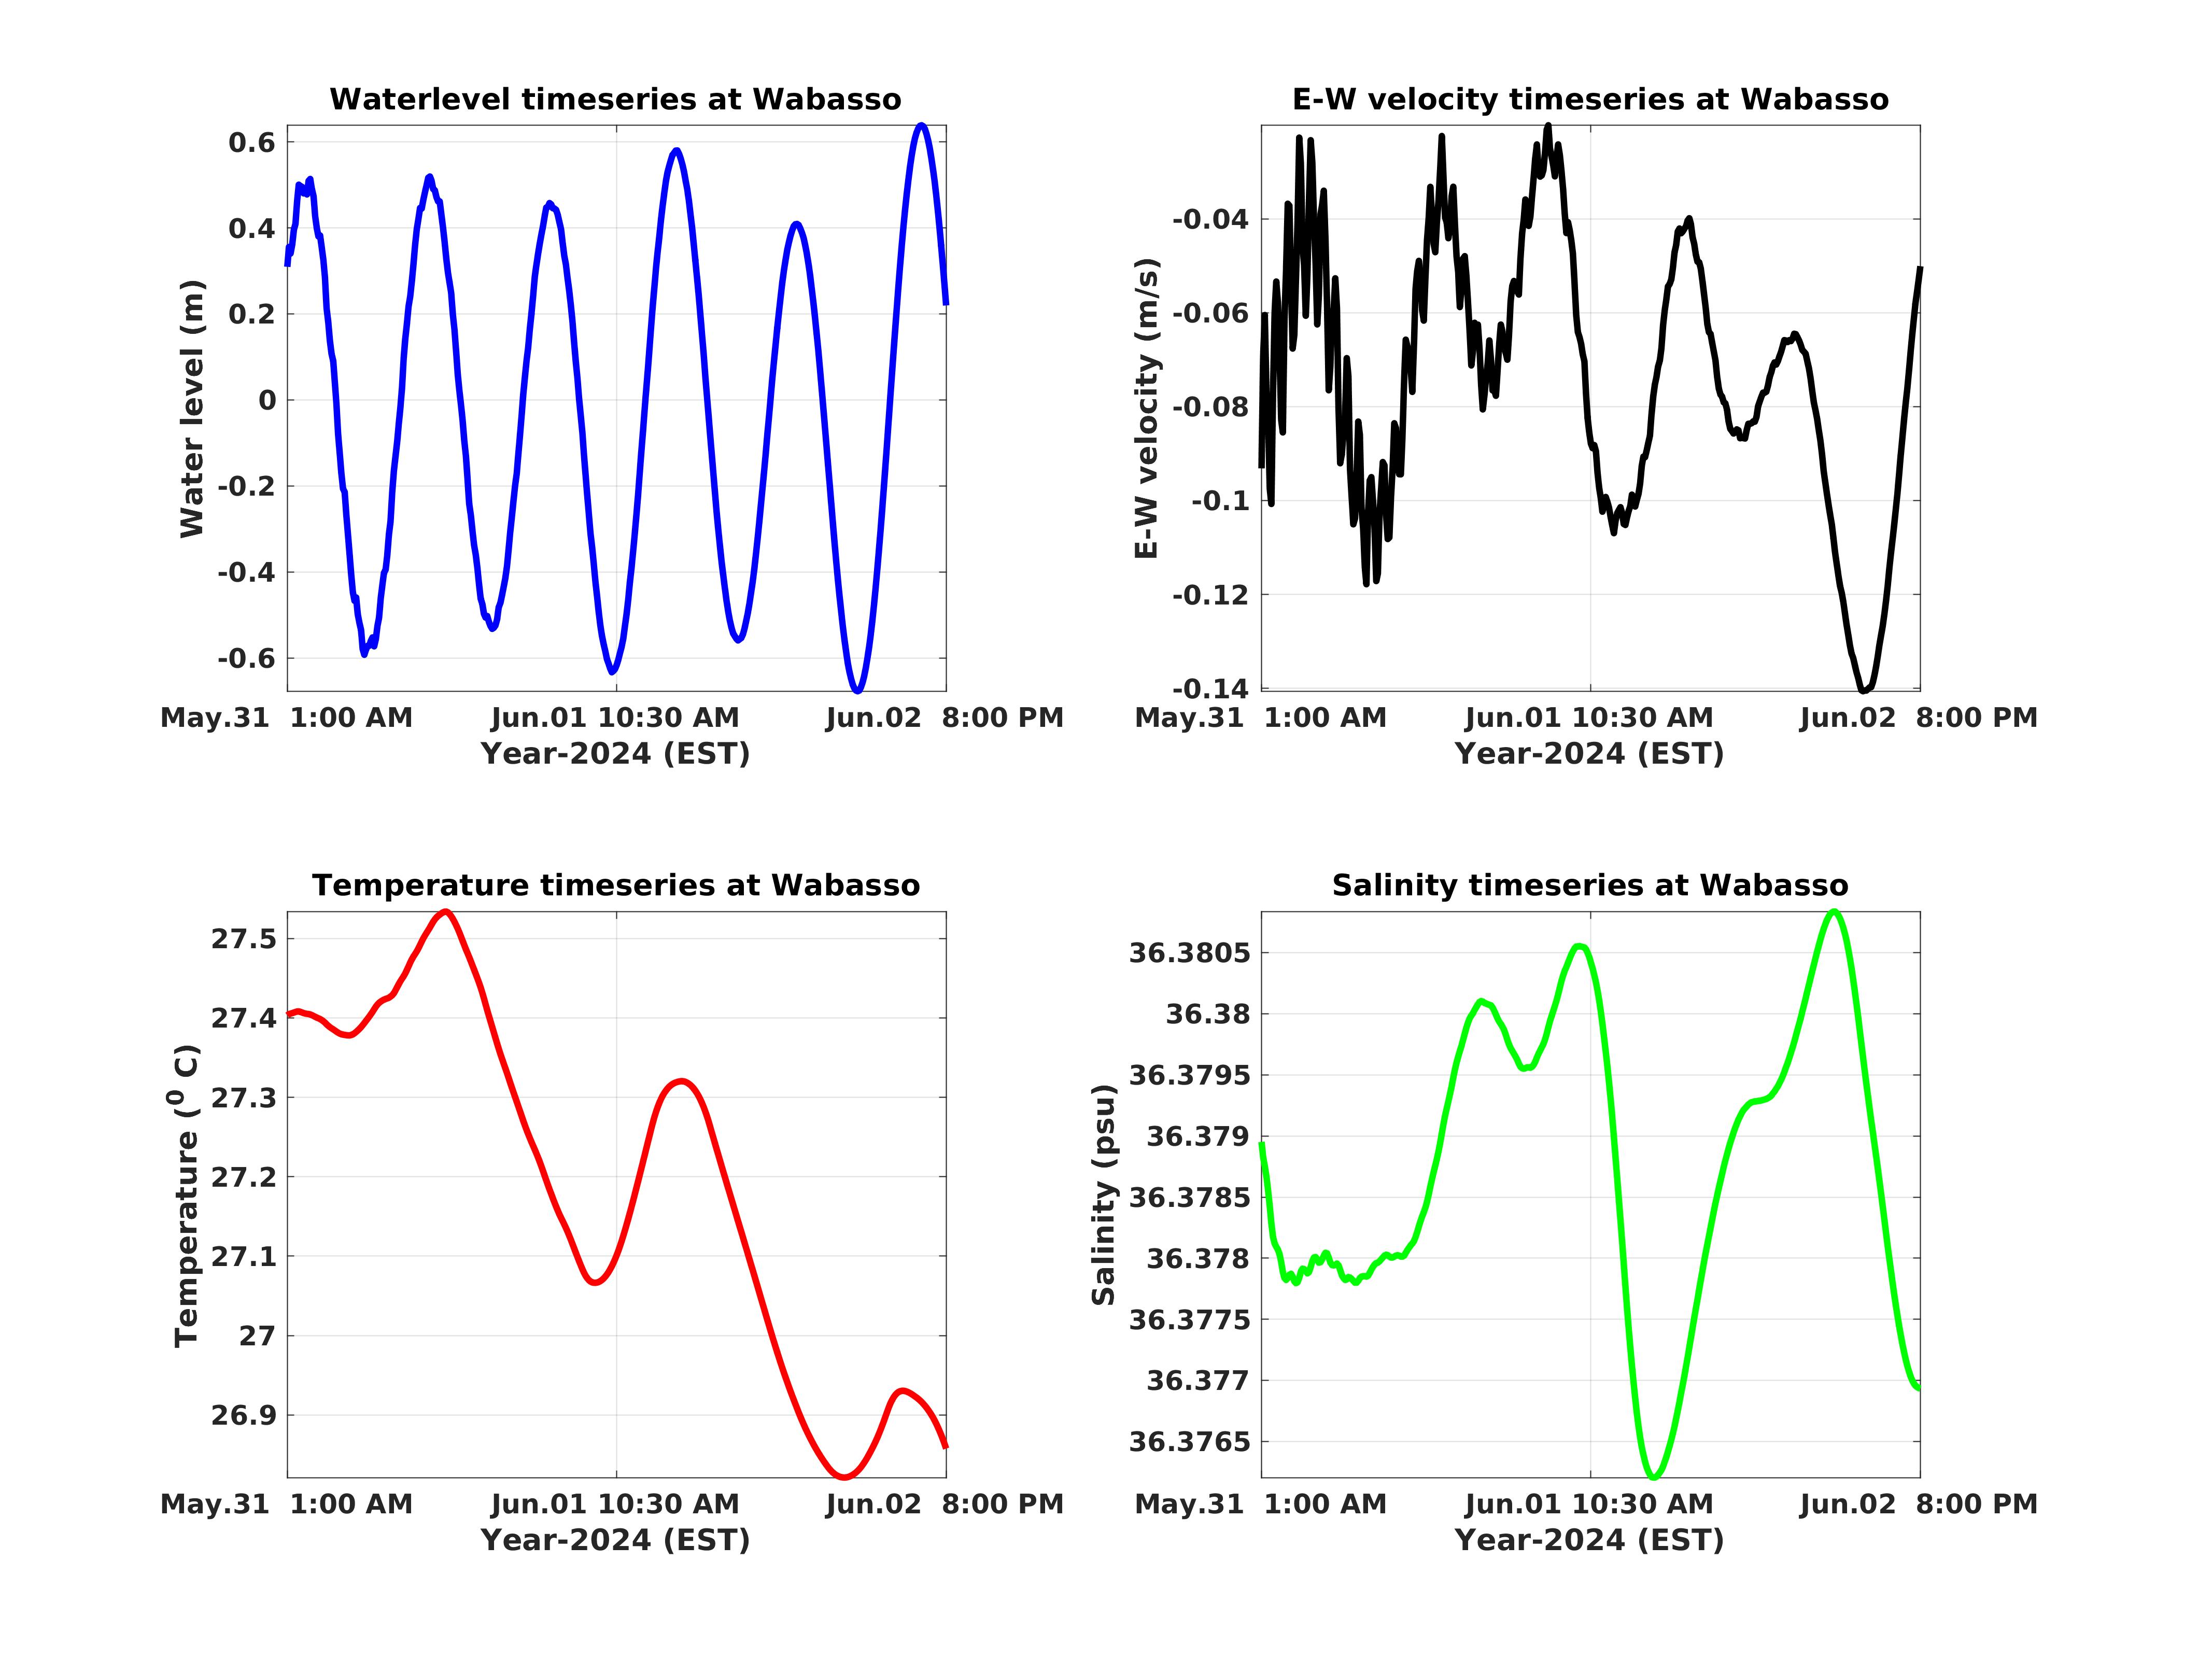 Waterlevel timeseries at Wabasso
0.6
0.4
0.2
0
-0.2
-0.4
-0.6
Water level (m)
May.31 1:00 AM Jun.01 10:30 AM Jun.02 8:00 PM
Year-2024 (EST)
E-W velocity timeseries at Wabasso
-0.04
-0.06
-0.08
-0.1
-0.12
-0.14
E-W velocity (m/s)
May.31 1:00 AM Jun.01 10:30 AM Jun.02 8:00 PM
Year-2024 (EST)
Temperature timeseries at Wabasso
27.5
27.4
27.3
27.2
27.1
27
26.9
Temperature (⁰ C)
May.31 1:00 AM Jun.01 10:30 AM Jun.02 8:00 PM
Year-2024 (EST)
Salinity timeseries at Wabasso
36.3805
36.38
36.3795
36.379
36.3785
36.378
36.3775
36.377
36.3765
Salinity (psu)
May.31 1:00 AM Jun.01 10:30 AM Jun.02 8:00 PM
Year-2024 (EST)